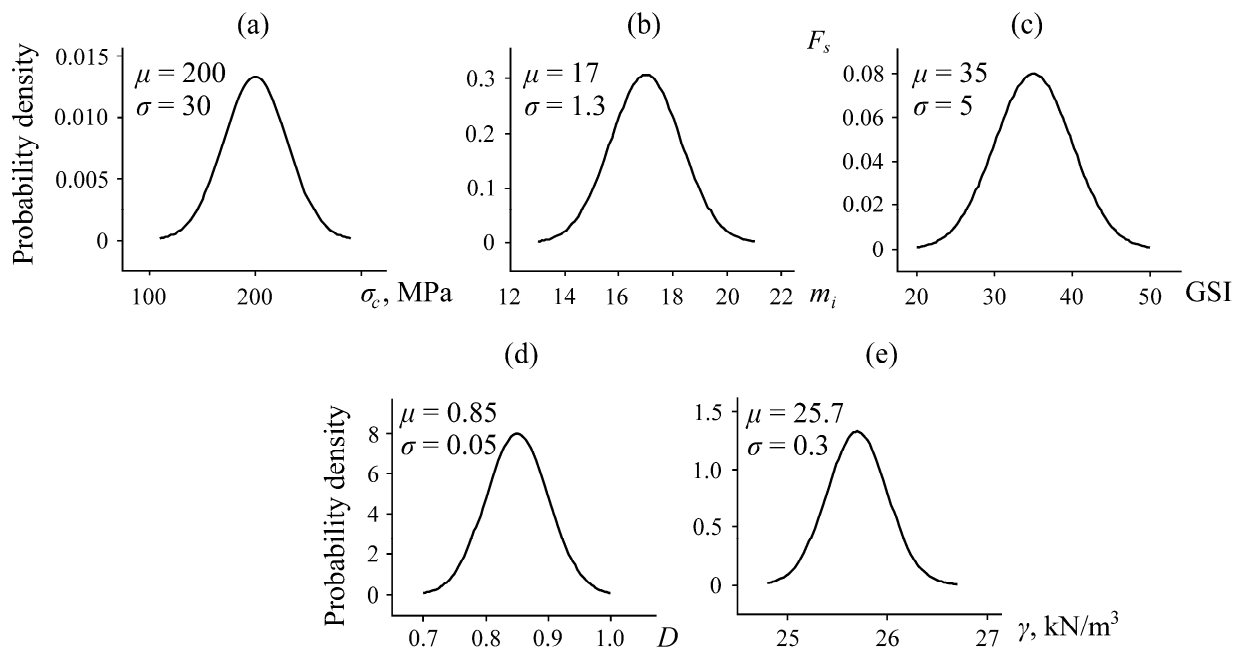 (a)
(b)
(c)
Probability density
0.015
0.010
0.005
0
μ = 200
σ = 30
100
200
σc, MPa
0.3
0.2
0.1
0
μ = 17
σ = 1.3
12
14
16
18
20
22
mi
Fs
0.08
0.06
0.04
0.02
0
μ = 35
σ = 5
20
30
40
50
GSI
(d)
(e)
Probability density
8
6
4
2
0
μ = 0.85
σ = 0.05
0.7
0.8
0.9
1.0
D
1.5
1.0
0.5
0
μ = 25.7
σ = 0.3
25
26
27
γ, kN/m³